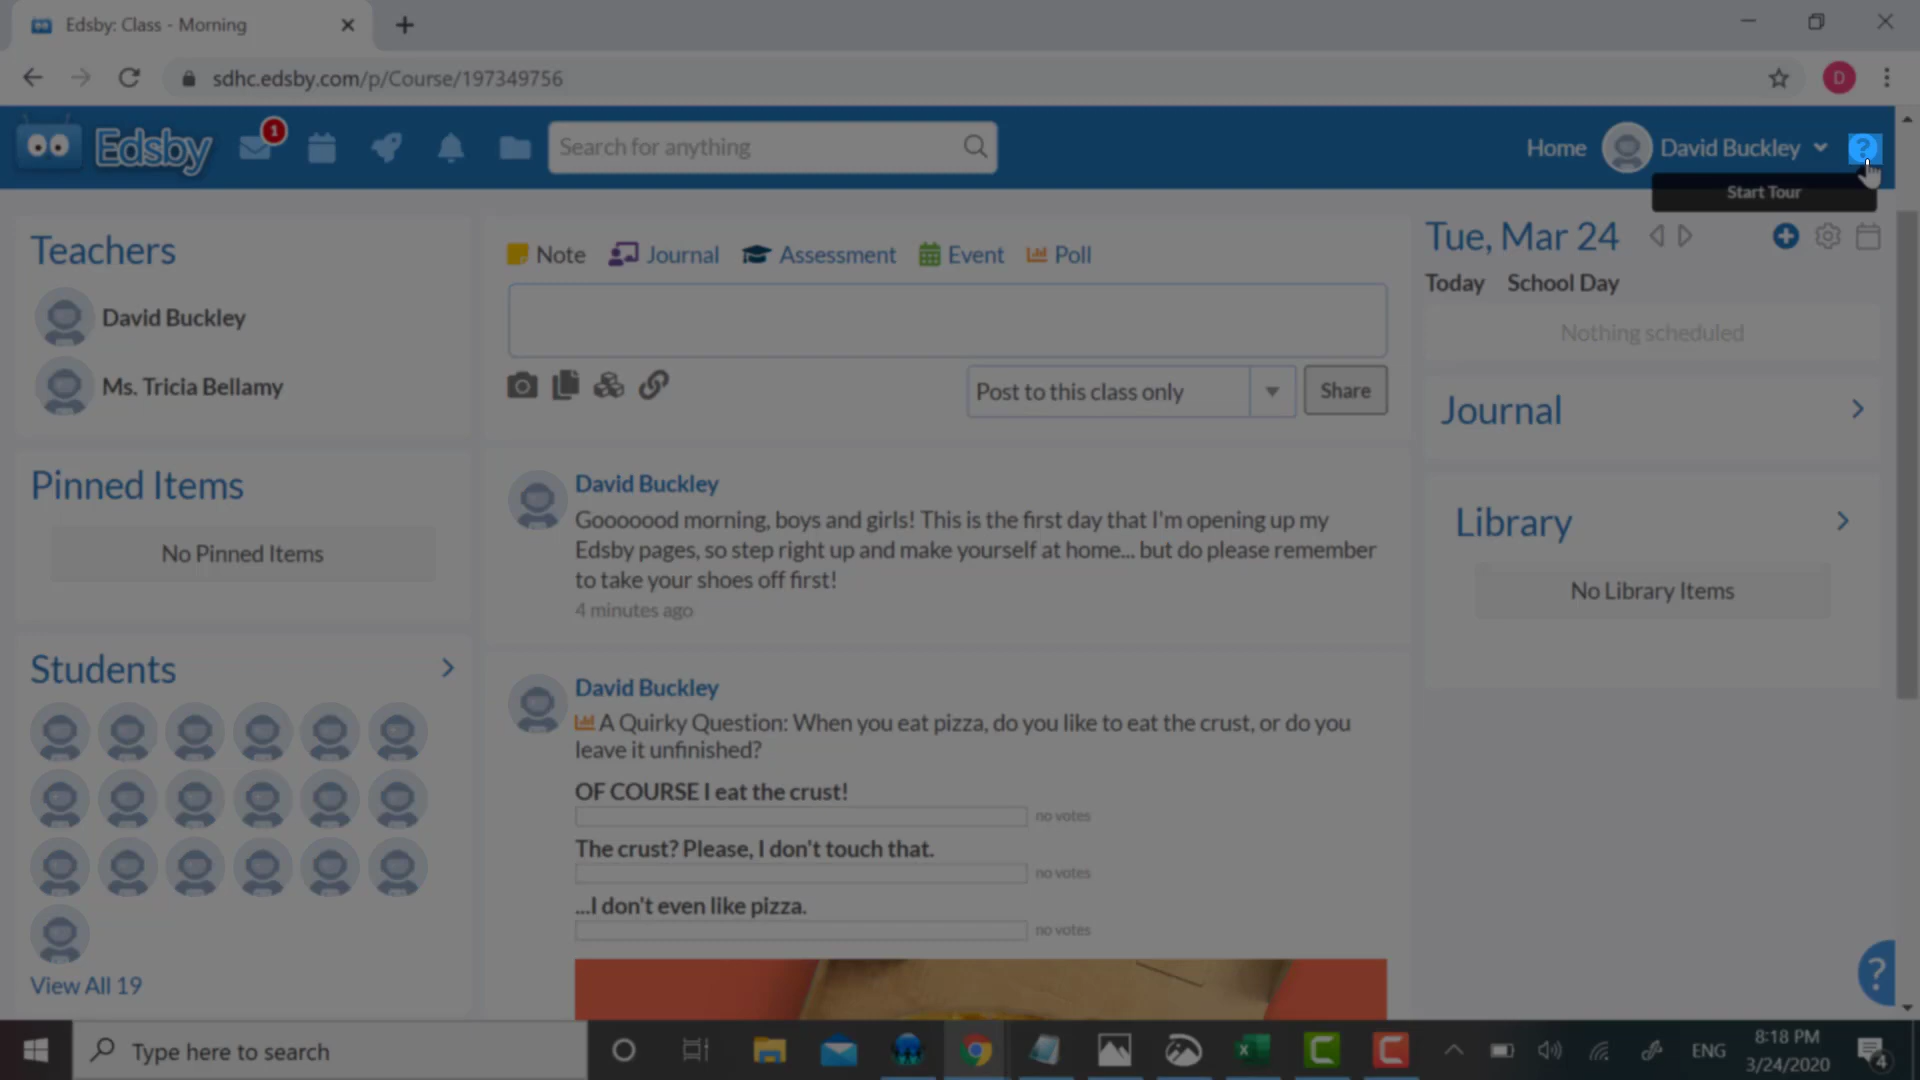 Edsby: Class - Morning
sdhc.edsby.com/p/Course/197349756
D
Edsby
1
Search for anything
Home
David Buckley
?
Start Tour
Teachers
David Buckley
Ms. Tricia Bellamy
Pinned Items
No Pinned Items
Students
View All 19
Note
Journal
Assessment
Event
Poll
Post to this class only
Share
David Buckley
Gooooood morning, boys and girls! This is the first day that I'm opening up my
Edsby pages, so step right up and make yourself at home... but do please remember
to take your shoes off first!
4 minutes ago
David Buckley
A Quirky Question: When you eat pizza, do you like to eat the crust, or do you
leave it unfinished?
OF COURSE I eat the crust!
no votes
The crust? Please, I don't touch that.
no votes
...I don't even like pizza.
no votes
Tue, Mar 24
Today School Day
Nothing scheduled
Journal
Library
No Library Items
?
Type here to search
ENG
8:18 PM
3/24/2020
4